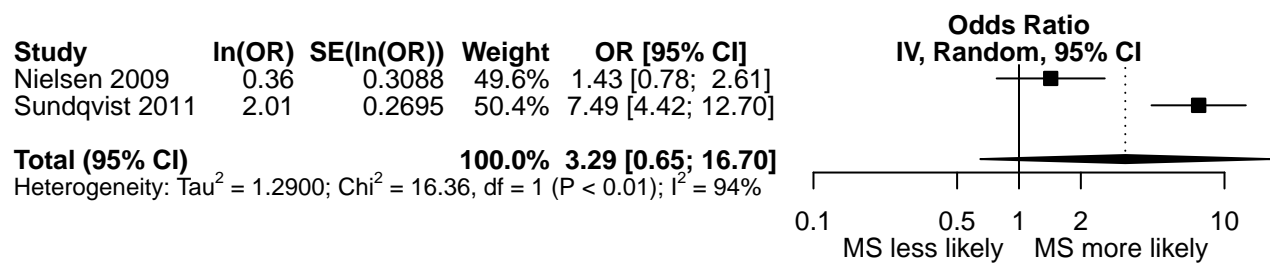 Odds Ratio
Study ln(OR) SE(ln(OR)) Weight OR [95% CI] IV, Random, 95% CI
Nielsen 2009 0.36 0.3088 49.6% 1.43 [0.78; 2.61]
Sundqvist 2011 2.01 0.2695 50.4% 7.49 [4.42; 12.70]
Total (95% CI) 100.0% 3.29 [0.65; 16.70]
Heterogeneity: Tau² = 1.2900; Chi² = 16.36, df = 1 (P < 0.01); I² = 94%
0.1 0.5 1 2 10
MS less likely MS more likely